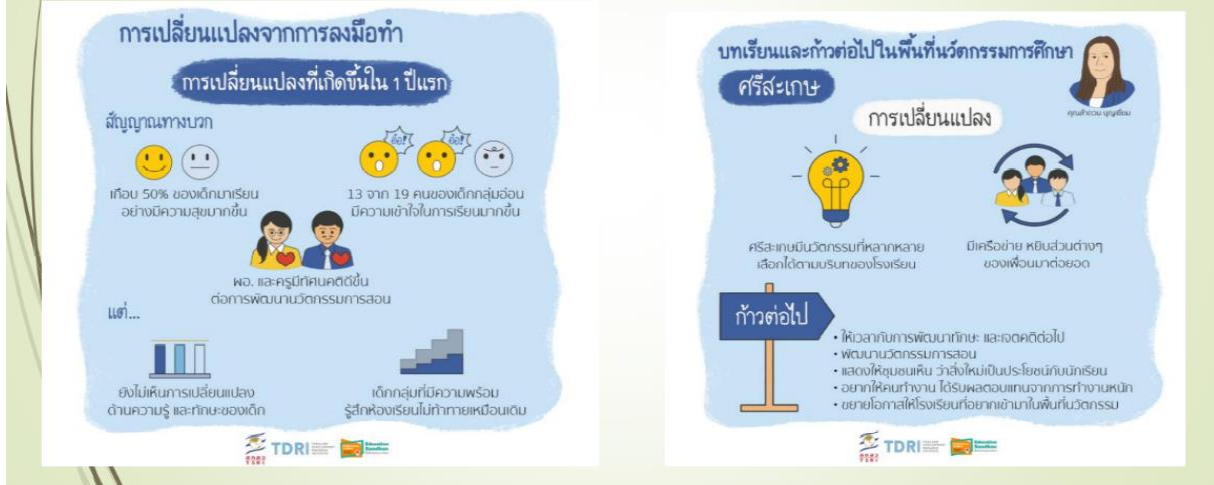 การเปลี่ยนแปลงจากการลงมือทำ
การเปลี่ยนแปลงที่เกิดขึ้นใน 1 ปีแรก
สัญญาณทางบวก
อ๋อ!
อ๋อ!
เกือบ 50% ของเด็กมาเรียน
อย่างมีความสุขมากขึ้น
13 จาก 19 คนของเด็กกลุ่มอ่อน
มีความเข้าใจในการเรียนมากขึ้น
ผอ. และครูมีทัศนคติดีขึ้น
ต่อการพัฒนานวัตกรรมการสอน
แต่...
ยังไม่เห็นการเปลี่ยนแปลง
ด้านความรู้ และทักษะของเด็ก
เด็กกลุ่มที่มีความพร้อม
รู้สึกห้องเรียนไม่ท้าทายเหมือนเดิม
สกสว
TSRI
TDRI
Education
Sandbox
บทเรียนและก้าวต่อไปในพื้นที่นวัตกรรมการศึกษา
ศรีสะเกษ
การเปลี่ยนแปลง
ศรีสะเกษมีนวัตกรรมที่หลากหลาย
เลือกได้ตามบริบทของโรงเรียน
มีเครือข่าย หยิบส่วนต่างๆ
ของเพื่อนมาต่อยอด
ก้าวต่อไป
• ให้เวลากับการพัฒนาทักษะ และเจตคติต่อไป
• พัฒนานวัตกรรมการสอน
• แสดงให้ชุมชนเห็น ว่าสิ่งใหม่เป็นประโยชน์กับนักเรียน
• อยากให้คนทำงาน ได้รับผลตอบแทนจากการทำงานหนัก
• ขยายโอกาสให้โรงเรียนที่อยากเข้ามาในพื้นที่นวัตกรรม
สกสว
TSRI
TDRI
Education
Sandbox